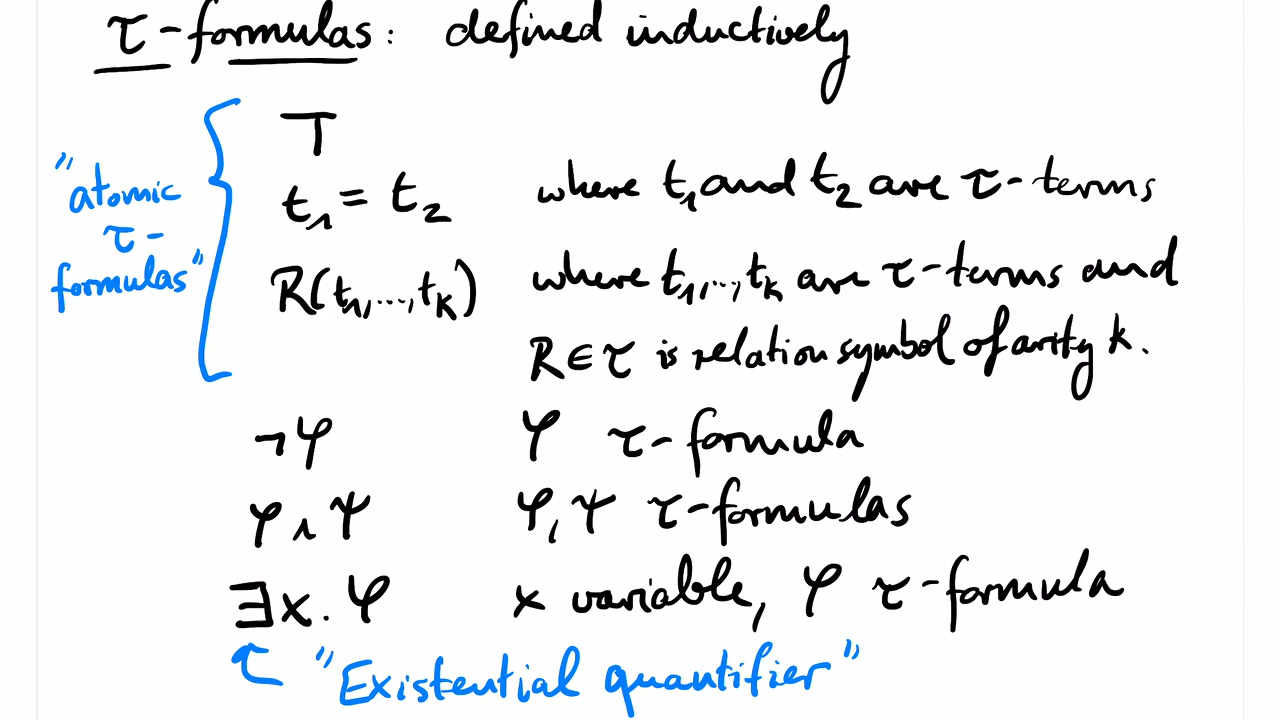 τ-formulas: defined inductively
⊤
t₁ = t₂ where t₁ and t₂ are τ-terms
R(t₁,...,tₖ) where t₁,...,tₖ are τ-terms and
R∈τ is relation symbol of arity k.
"atomic
τ-
formulas"
¬φ φ τ-formula
φ∧ψ φ,ψ τ-formulas
∃x.φ x variable, φ τ-formula
"Existential quantifier"